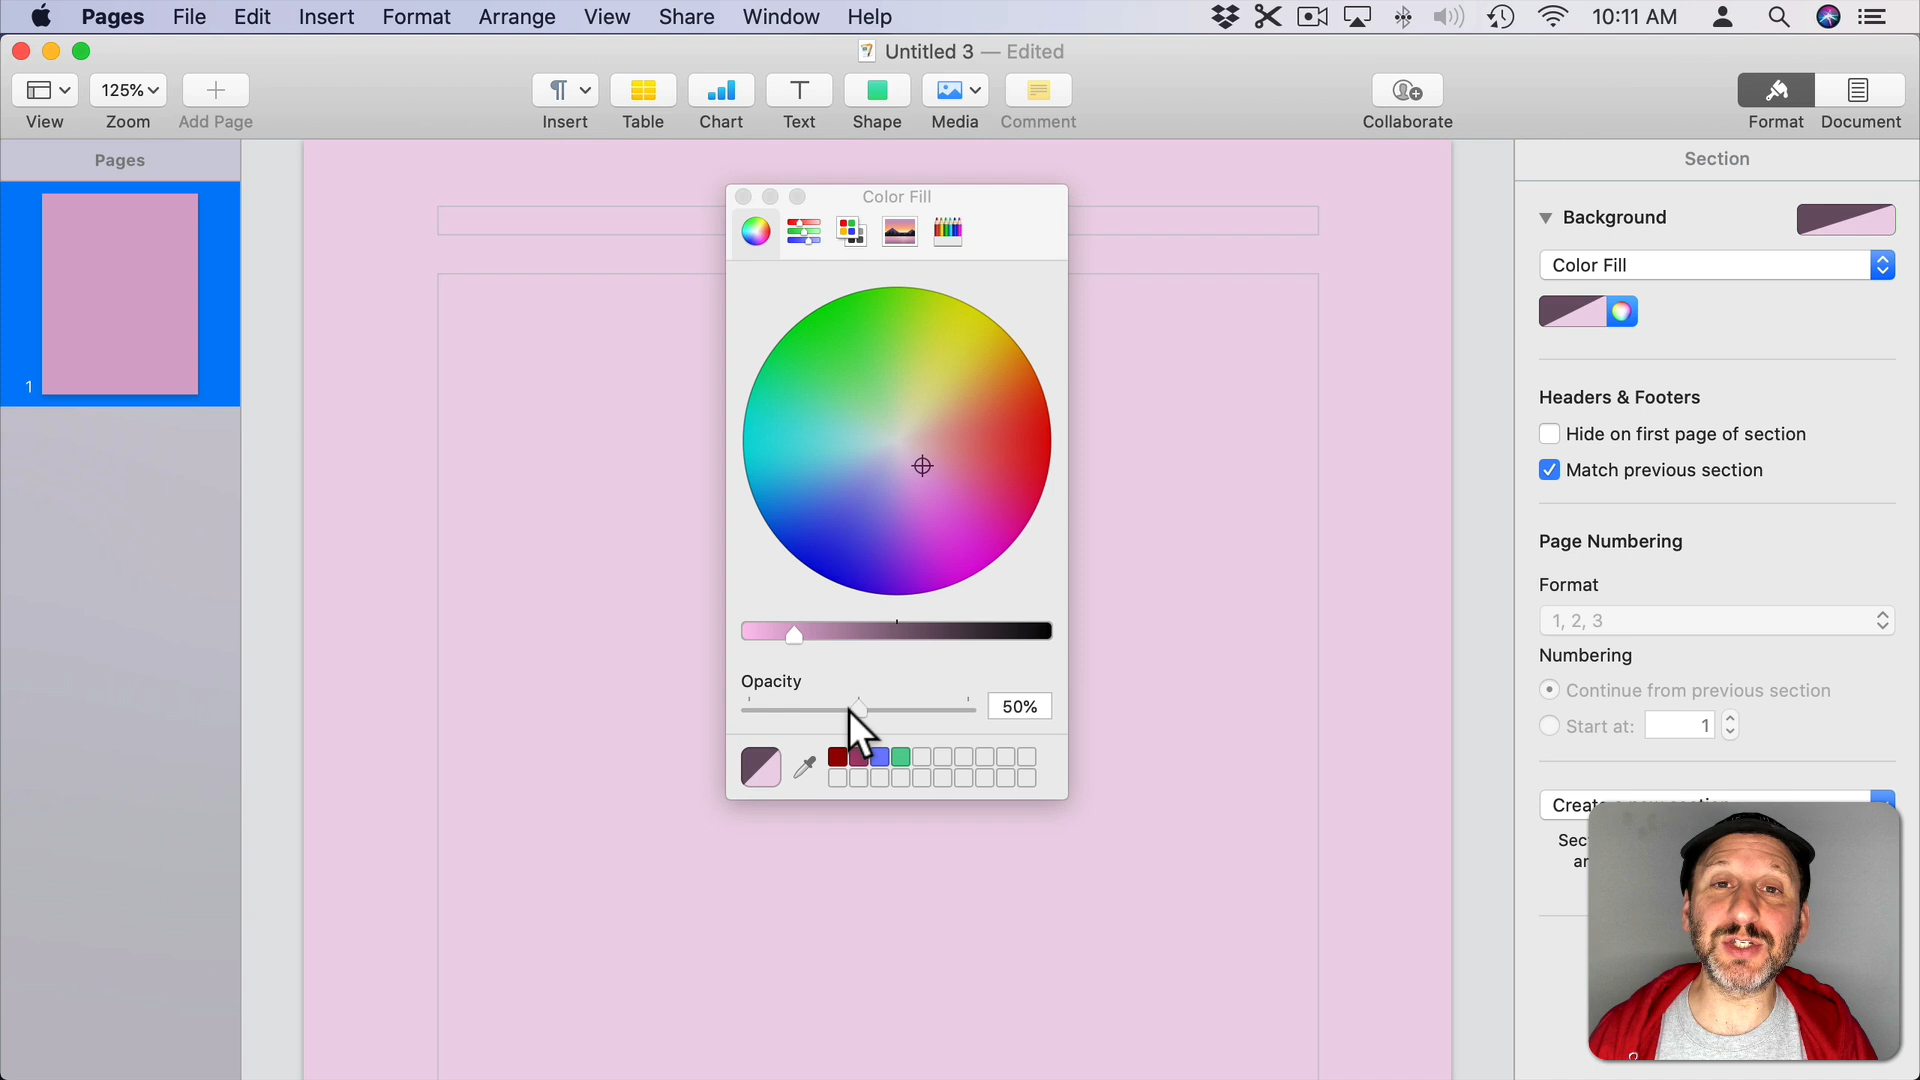 Pages File Edit Insert Format Arrange View Share Window Help 10:11 AM
Untitled 3 — Edited
125%
View Zoom Add Page Insert Table Chart Text Shape Media Comment Collaborate Format Document
Pages
1
Color Fill
Opacity
50%
Section
Background
Color Fill
Headers & Footers
Hide on first page of section
Match previous section
Page Numbering
Format
1, 2, 3
Numbering
Continue from previous section
Start at: 1